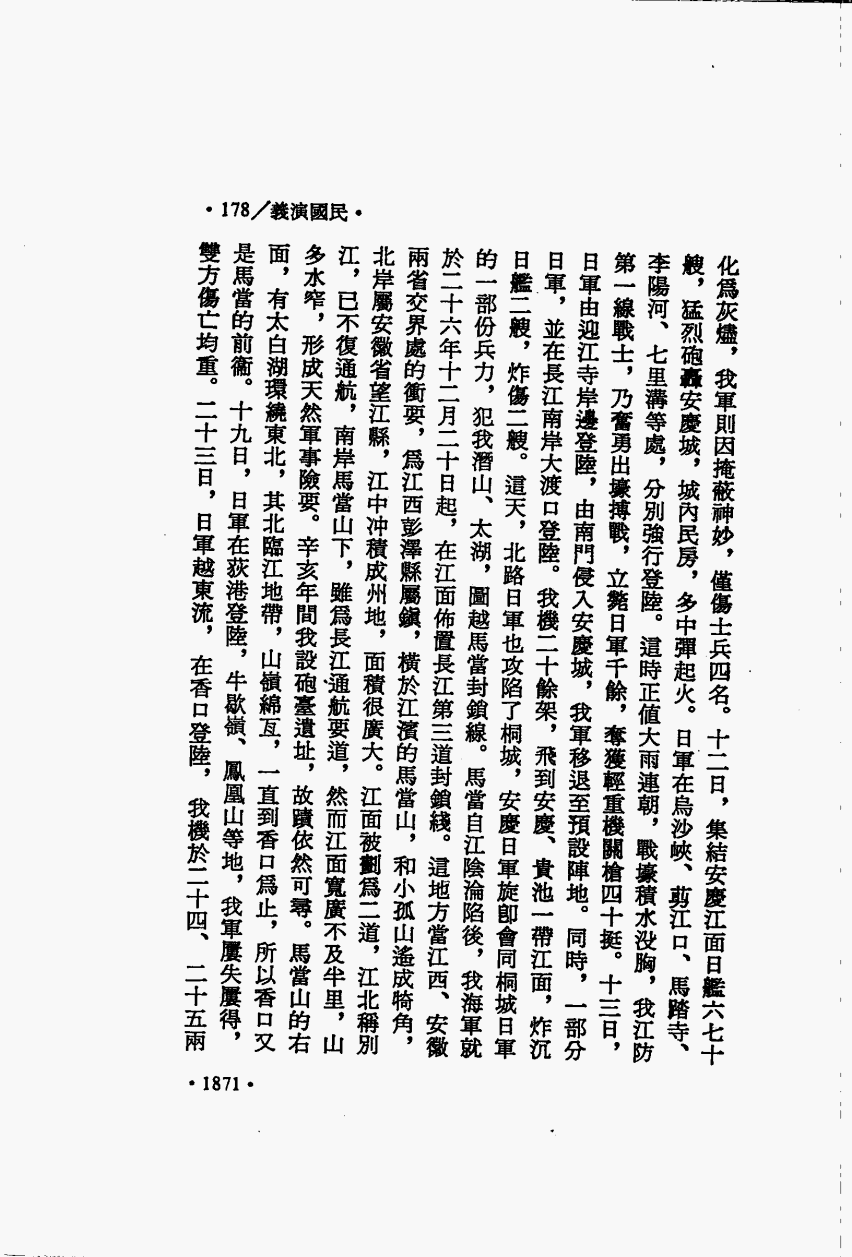 •178/義演國民•
化爲灰燼，我軍則因掩蔽神妙，僅傷士兵四名。十二日，集結安慶江面日艦六七十
艘，猛烈砲轟安慶城，城內民房，多中彈起火。日軍在烏沙峽、剪江口、馬踏寺、
李陽河、七里溝等處，分別強行登陸。這時正值大雨連朝，戰壕積水没胸，我江防
第一線戰士，乃奮勇出壕搏戰，立斃日軍千餘，奪獲輕重機關槍四十挺。十三日，
日軍由迎江寺岸邊登陸，由南門侵入安慶城，我軍移退至預設陣地。同時，一部分
日軍，並在長江南岸大渡口登陸。我機二十餘架，飛到安慶、貴池一帶江面，炸沉
日艦二艘，炸傷二艘。這天，北路日軍也攻陷了桐城，安慶日軍旋卽會同桐城日軍
的一部份兵力，犯我潛山、太湖，圖越馬當封鎖線。馬當自江陰淪陷後，我海軍就
於二十六年十二月二十日起，在江面佈置長江第三道封鎖綫。這地方當江西、安徽
兩省交界處的衝要，爲江西彭澤縣屬鎭，橫於江濱的馬當山，和小孤山遙成犄角，
北岸屬安徽省望江縣，江中冲積成州地，面積很廣大。江面被劃爲二道，江北稱別
江，已不復通航，南岸馬當山下，雖爲長江通航要道，然而江面寬廣不及半里，山
多水窄，形成天然軍事險要。辛亥年間我設砲臺遺址，故蹟依然可尋。馬當山的右
面，有太白湖環繞東北，其北臨江地帶，山嶺綿亙，一直到香口爲止，所以香口又
是馬當的前衞。十九日，日軍在荻港登陸，牛歇嶺、鳳凰山等地，我軍屢失屢得，
雙方傷亡均重。二十三日，日軍越東流，在香口登陸，我機於二十四、二十五兩
•1871•